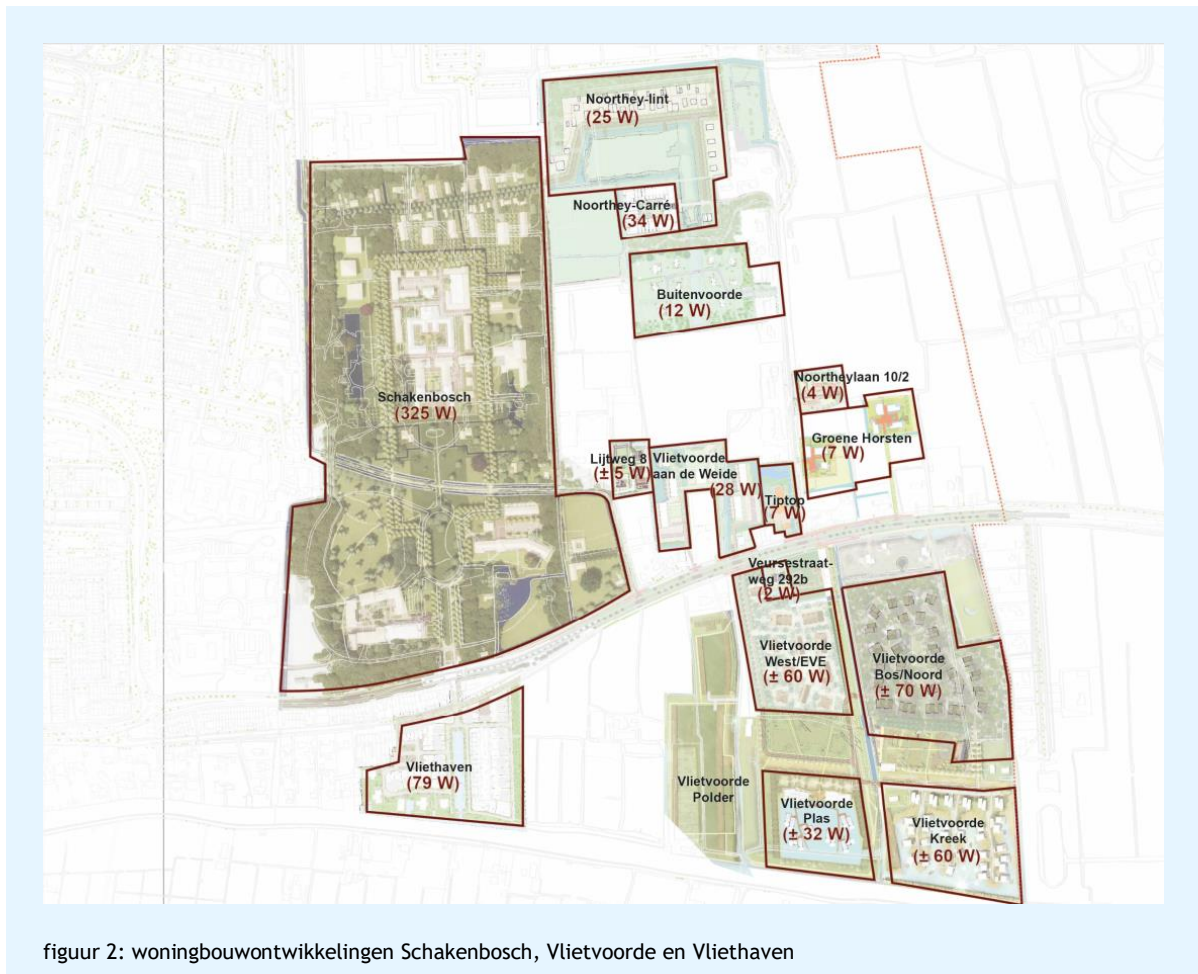 Noorthey-lint
(25 W)
Noorthey-Carré
(34 W)
Buitenvoorde
(12 W)
Schakenbosch
(325 W)
Noortheylaan 10/2
(4 W)
Groene Horsten
(7 W)
Lijtweg 8
(± 5 W)
Vlietvoorde
aan de Weide
(28 W)
Tiptop
(7 W)
Veursestraat-
weg 292b
(2 W)
Vlietvoorde
West/EVE
(± 60 W)
Vlietvoorde
Bos/Noord
(± 70 W)
Vliethaven
(79 W)
Vlietvoorde
Polder
Vlietvoorde
Plas
(± 32 W)
Vlietvoorde
Kreek
(± 60 W)
figuur 2: woningbouwontwikkelingen Schakenbosch, Vlietvoorde en Vliethaven